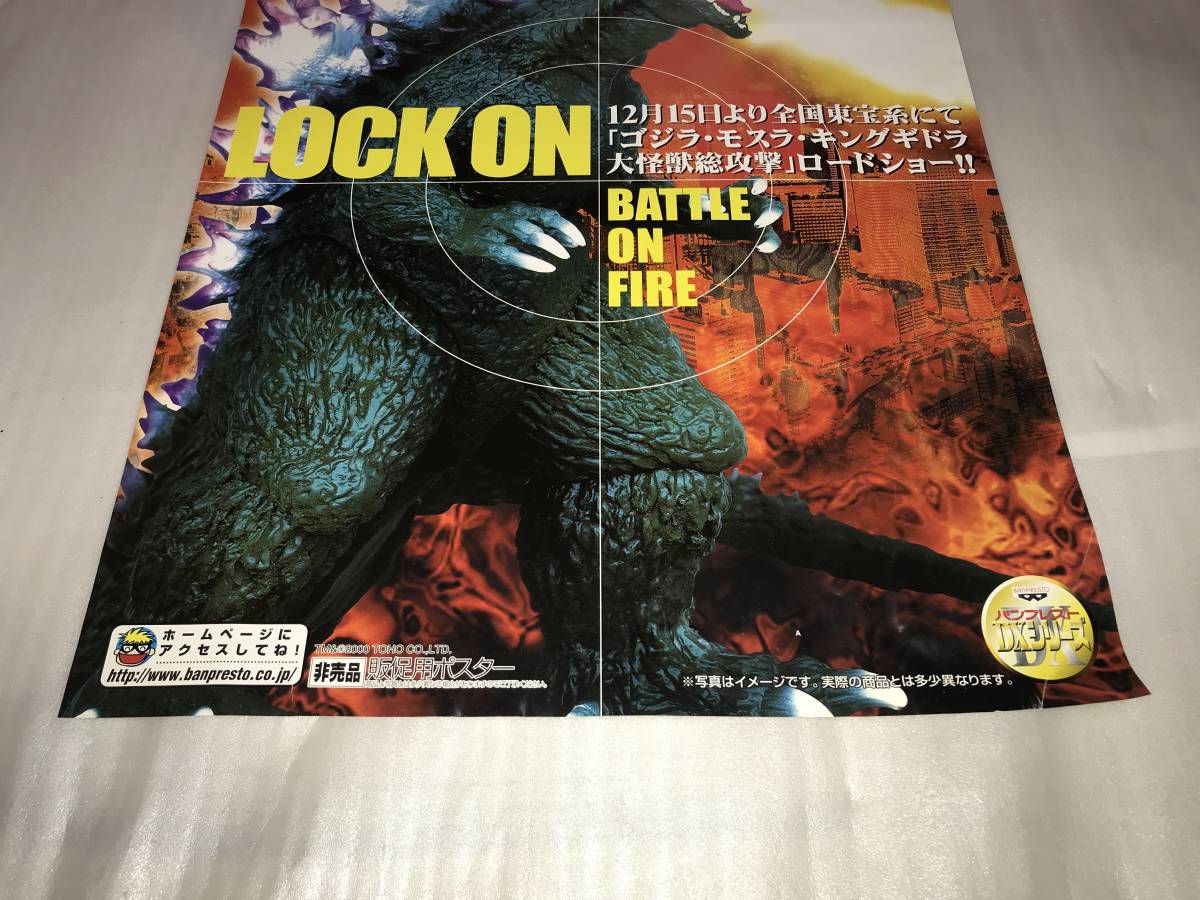 LOCK ON
12月15日より全国東宝系にて
「ゴジラ・モスラ・キングギドラ
大怪獣総攻撃」ロードショー!!
BATTLE
ON
FIRE
ホームページに
アクセスしてね!
http://www.banpresto.co.jp/
TM&©2000 TOHO CO.,LTD.
非売品 販促用ポスター
BANPRESTO
バンプレスト
DXシリーズ
※写真はイメージです。実際の商品とは多少異なります。